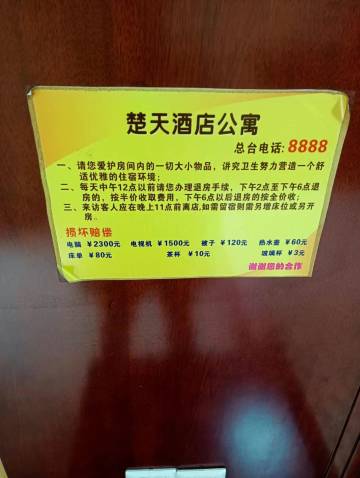 楚天酒店公寓
总台电话: 8888
一、请您爱护房间内的一切大小物品，讲究卫生努力营造一个舒
适优雅的住宿环境；
二、每天中午12点以前请您办理退房手续，下午2点至下午6点退
房的，按半价收取费用，下午6点以后退房的按全价收；
三、来访客人应在晚上11点前离店,如需留宿则需另增床位或另开
房。
损坏赔偿
电脑 ￥2300元 电视机 ￥1500元 被子 ￥120元 热水壶 ￥60元
床单 ￥80元 茶杯 ￥10元 玻璃杯 ￥3元
谢谢您的合作